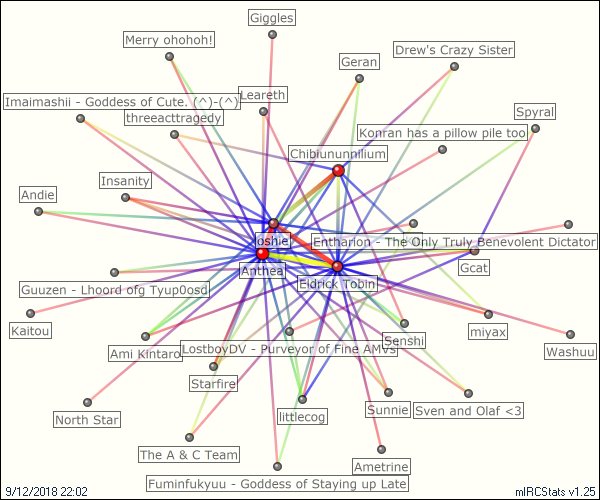 Giggles
Merry ohohoh!
Drew's Crazy Sister
Geran
Leareth
Imaimashii - Goddess of Cute. (^)-(^)
threeacttragedy
Spyral
Konran has a pillow pile too
Chibiununnilium
Insanity
Andie
Joshie
Entharion - The Only Truly Benevolent Dictator
Anthea
Gcat
Eldrick Tobin
Guuzen - Lhoord ofg Tyup0osd
Kaitou
Senshi
miyax
Washuu
Ami Kintaro
LostboyDV - Purveyor of Fine AMVs
Starfire
North Star
littlecog
Sunnie
Sven and Olaf <3
The A & C Team
Ametrine
Fuminfukyuu - Goddess of Staying up Late
9/12/2018 22:02
mIRCStats v1.25